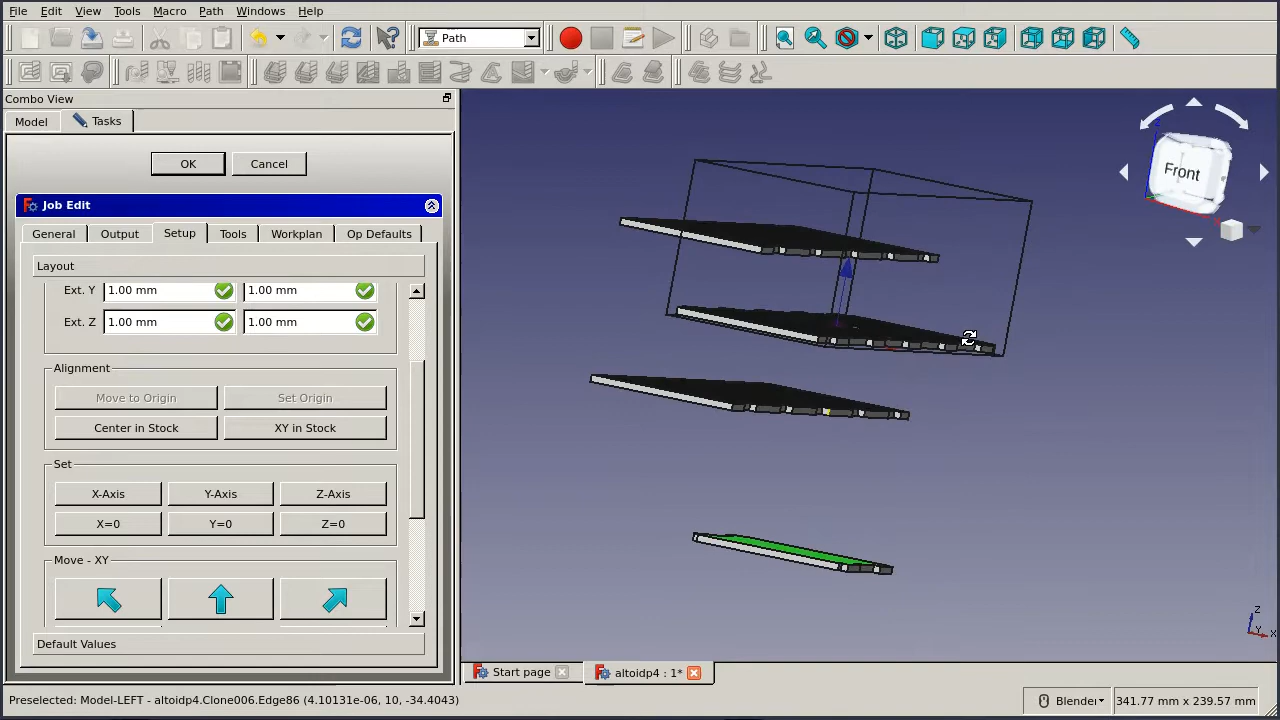 File Edit View Tools Macro Path Windows Help
Path
Combo View
Model Tasks
OK Cancel
Job Edit
General Output Setup Tools Workplan Op Defaults
Layout
Ext. Y 1.00 mm 1.00 mm
Ext. Z 1.00 mm 1.00 mm
Alignment
Move to Origin Set Origin
Center in Stock XY in Stock
Set
X-Axis Y-Axis Z-Axis
X=0 Y=0 Z=0
Move - XY
Default Values
Front
Z
Y X
Start page altoidp4 : 1*
Preselected: Model-LEFT - altoidp4.Clone006.Edge86 (4.10131e-06, 10, -34.4043) Blender 341.77 mm x 239.57 mm